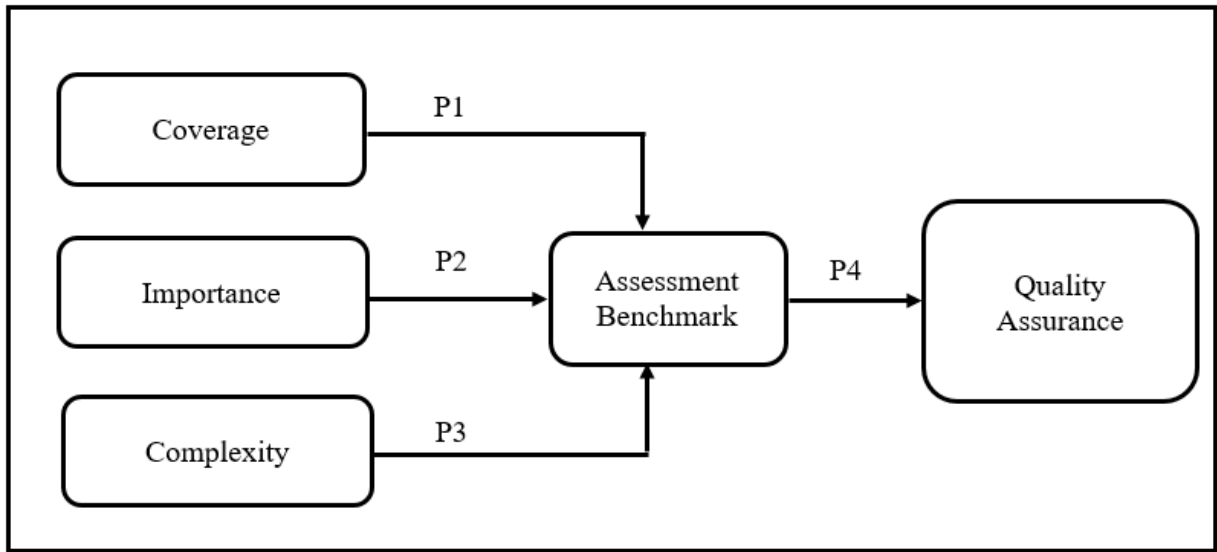 Coverage
P1
Importance
P2
Assessment
Benchmark
P4
Quality
Assurance
Complexity
P3